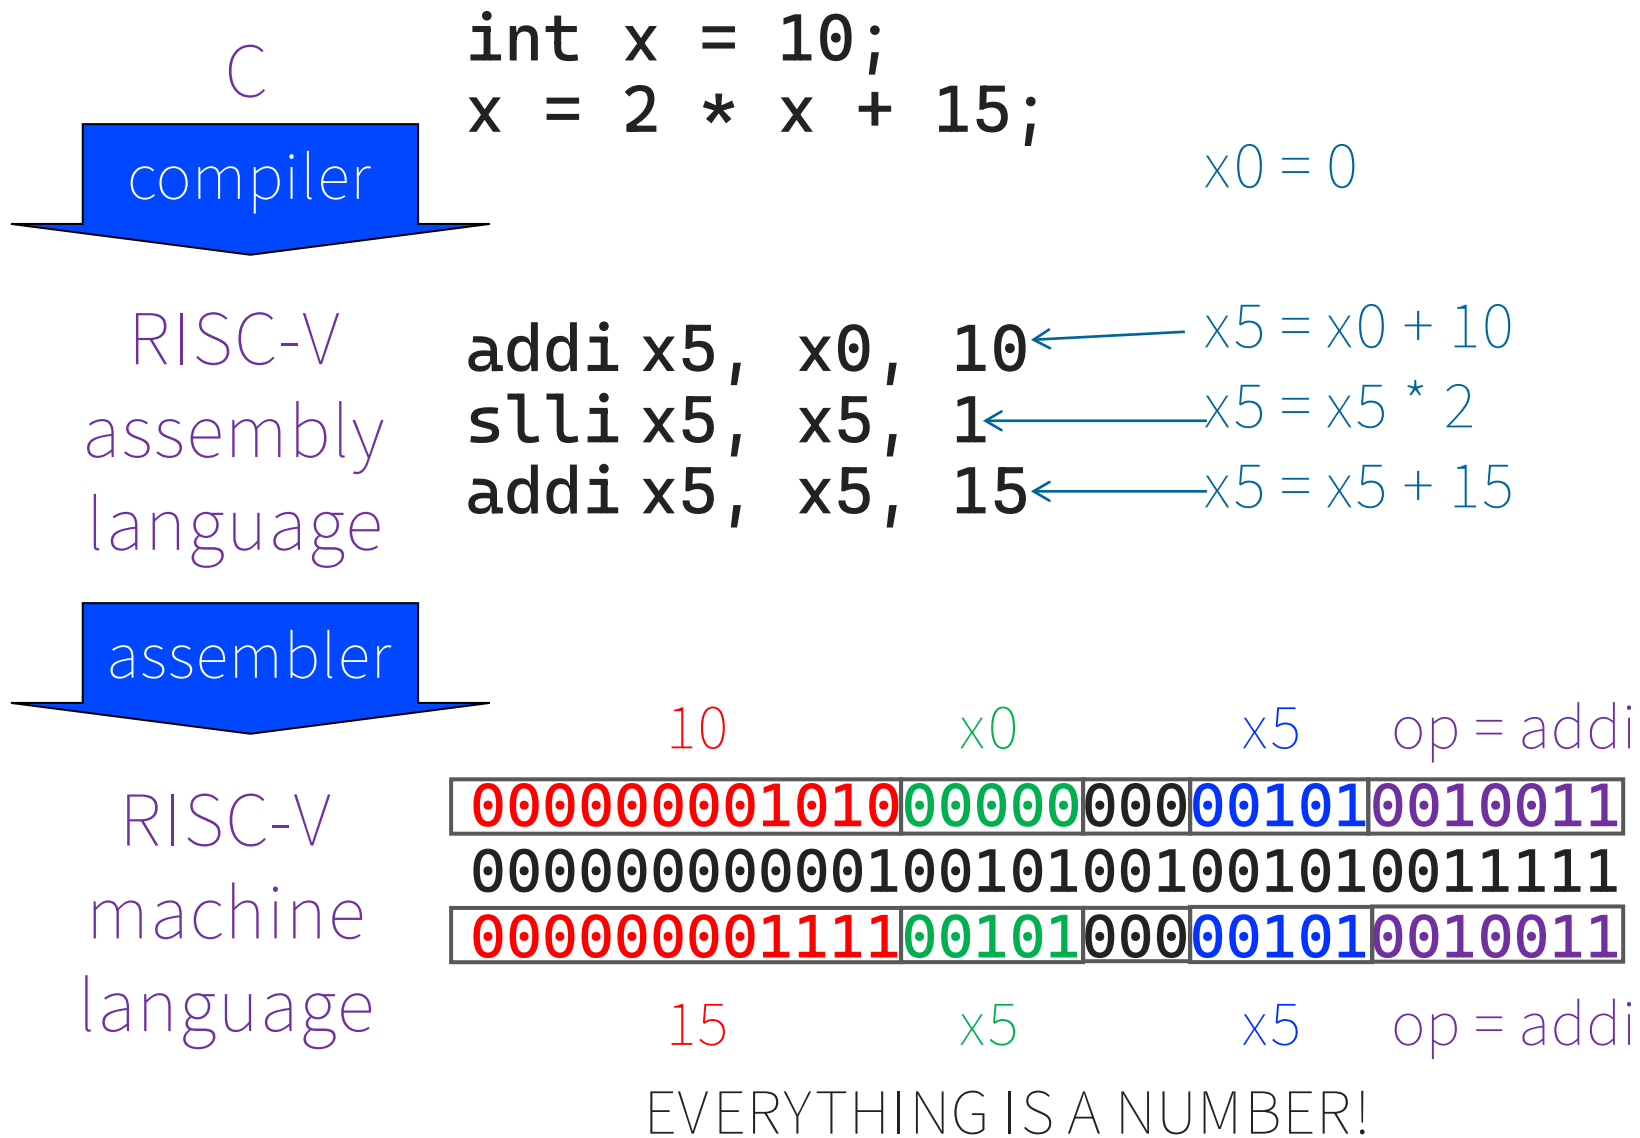 C
int x = 10;
x = 2 * x + 15;
compiler
x0 = 0
RISC-V
assembly
language
addi x5, x0, 10
x5 = x0 + 10
slli x5, x5, 1
x5 = x5 * 2
addi x5, x5, 15
x5 = x5 + 15
assembler
RISC-V
machine
language
10 x0 x5 op = addi
00000000101000000000001010010011
00000000000100101001001010011111
00000000111100101000001010010011
15 x5 x5 op = addi
EVERYTHING IS A NUMBER!